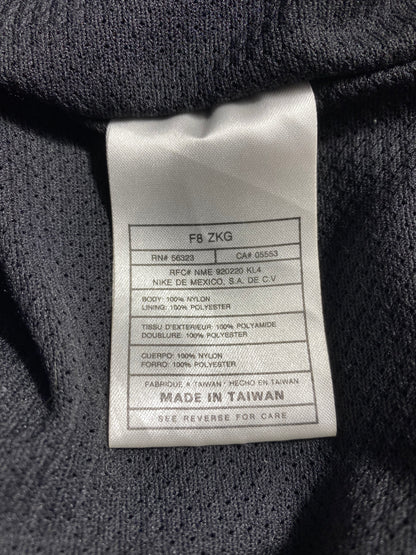 F8 ZKG
RN# 56323 CA# 05553
RFC# NME 920220 KL4
NIKE DE MEXICO, S.A. DE C.V
BODY: 100% NYLON
LINING: 100% POLYESTER
TISSU D'EXTERIEUR: 100% POLYAMIDE
DOUBLURE: 100% POLYESTER
CUERPO: 100% NYLON
FORRO: 100% POLYESTER
FABRIQUE A TAIWAN · HECHO EN TAIWAN
MADE IN TAIWAN
SEE REVERSE FOR CARE